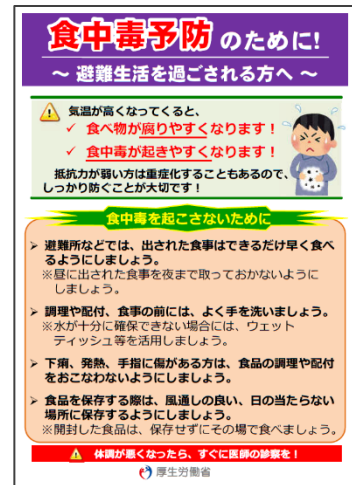 食中毒予防 のために!
～ 避難生活を過ごされる方へ ～
気温が高くなってくると、
✓ 食べ物が腐りやすくなります！
✓ 食中毒が起きやすくなります！
抵抗力が弱い方は重症化することもあるので、
しっかり防ぐことが大切です！
食中毒を起こさないために
➢ 避難所などでは、出された食事はできるだけ早く食べ
るようにしましょう。
※昼に出された食事を夜まで取っておかないように
しましょう。
➢ 調理や配付、食事の前には、よく手を洗いましょう。
※水が十分に確保できない場合には、ウェット
ティッシュ等を活用しましょう。
➢ 下痢、発熱、手指に傷がある方は、食品の調理や配付
をおこなわないようにしましょう。
➢ 食品を保存する際は、風通しの良い、日の当たらない
場所に保存するようにしましょう。
※開封した食品は、保存せずにその場で食べましょう。
体調が悪くなったら、すぐに医師の診察を！
厚生労働省